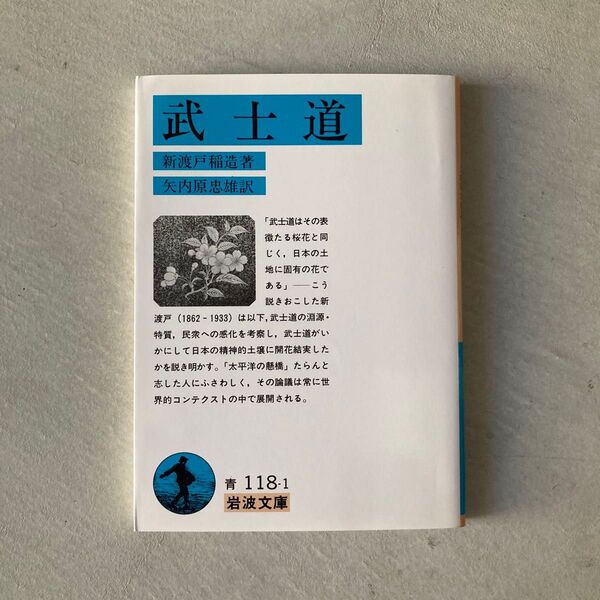 武士道
新渡戸稲造著
矢内原忠雄訳
「武士道はその表
徴たる桜花と同
じく，日本の土
地に固有の花で
ある」──こう
説きおこした新
渡戸（1862‐1933）は以下，武士道の淵源・
特質，民衆への感化を考察し，武士道がい
かにして日本の精神的土壌に開花結実した
かを説き明かす。「太平洋の懸橋」たらんと
志した人にふさわしく，その論議は常に世
界的コンテクストの中で展開される。
青 118-1
岩波文庫